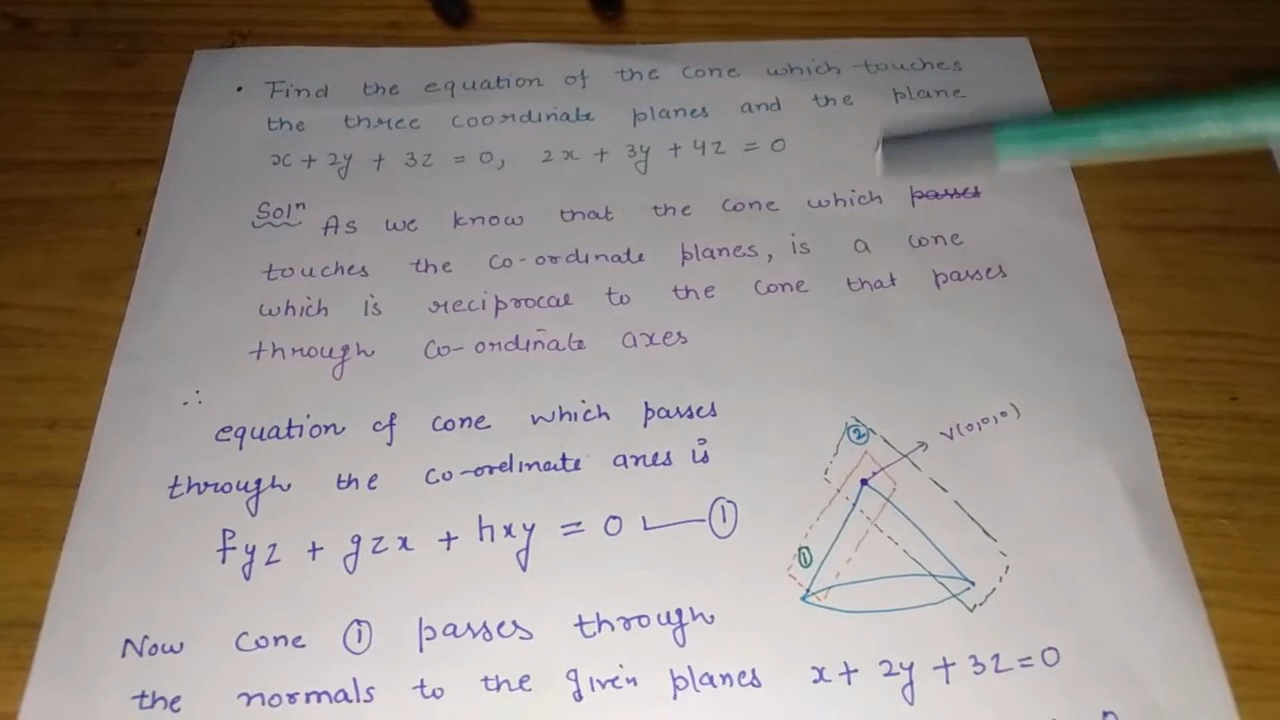 • Find the equation of the cone which touches
the three coordinate planes and the plane
x + 2y + 3z = 0, 2x + 3y + 4z = 0
Solⁿ As we know that the cone which passes
touches the co-ordinate planes, is a cone
which is reciprocal to the cone that passes
through co-ordinate axes
∴
equation of cone which passes
through the co-ordinate axes is
fyz + gzx + hxy = 0 — ①
② V(0,0,0)
①
Now cone ① passes through
the normals to the given planes x + 2y + 3z = 0